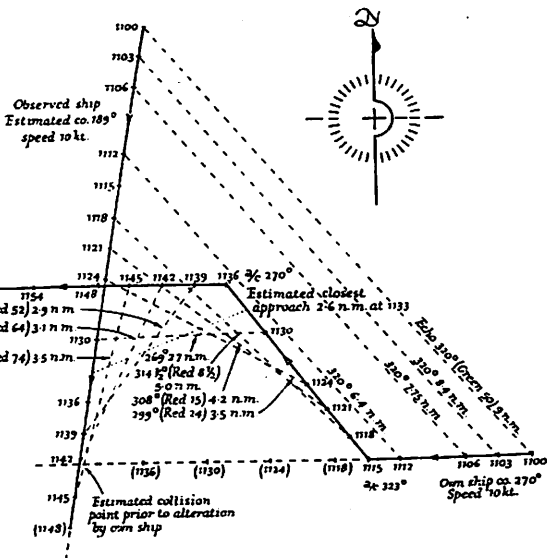 N
1100
1103
1106
Observed ship
Estimated co. 189°
speed 10 kt.
1112
1115
1118
1121
1124
1154
1148
1145
1142
1139
1136 a/c 270°
Estimated closest
approach 2·6 n.m. at 1133
ed 52) 2·9 n m
ed 64) 3·1 n m
ed 74) 3·5 n.m
1130
1130
269° 2·7 n.m.
314½° (Red 8½)
5·0 n m
308° (Red 15) 4·2 n.m.
299° (Red 24) 3·5 n.m
Echo 320° (Green 50) 9 n.m
320° 8·4 n.m
320° 7·75 n.m.
320° 6·4 n m
1124
1121
1118
1136
1139
1142
(1136)
(1130)
(1124)
(1118)
1115
1112
1106
1103
1100
a/c 323°
Own ship co. 270°
Speed 10 kt.
1145
(1148)
Estimated collision
point prior to alteration
by own ship